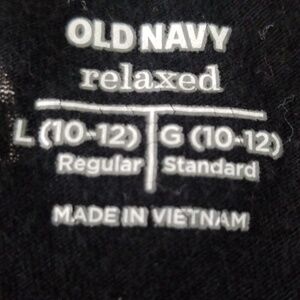 OLD NAVY
relaxed
L (10-12) G (10-12)
Regular Standard
MADE IN VIETNAM